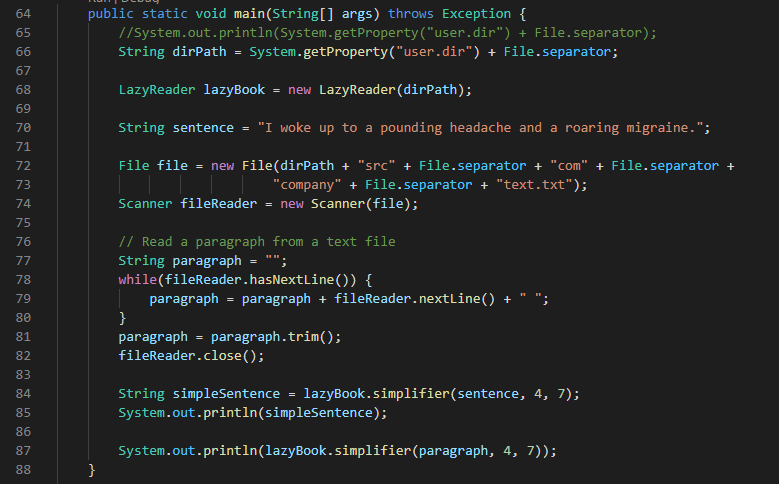 Run|Debug
64 public static void main(String[] args) throws Exception {
65 //System.out.println(System.getProperty("user.dir") + File.separator);
66 String dirPath = System.getProperty("user.dir") + File.separator;
67
68 LazyReader lazyBook = new LazyReader(dirPath);
69
70 String sentence = "I woke up to a pounding headache and a roaring migraine.";
71
72 File file = new File(dirPath + "src" + File.separator + "com" + File.separator +
73 "company" + File.separator + "text.txt");
74 Scanner fileReader = new Scanner(file);
75
76 // Read a paragraph from a text file
77 String paragraph = "";
78 while(fileReader.hasNextLine()) {
79 paragraph = paragraph + fileReader.nextLine() + " ";
80 }
81 paragraph = paragraph.trim();
82 fileReader.close();
83
84 String simpleSentence = lazyBook.simplifier(sentence, 4, 7);
85 System.out.println(simpleSentence);
86
87 System.out.println(lazyBook.simplifier(paragraph, 4, 7));
88 }